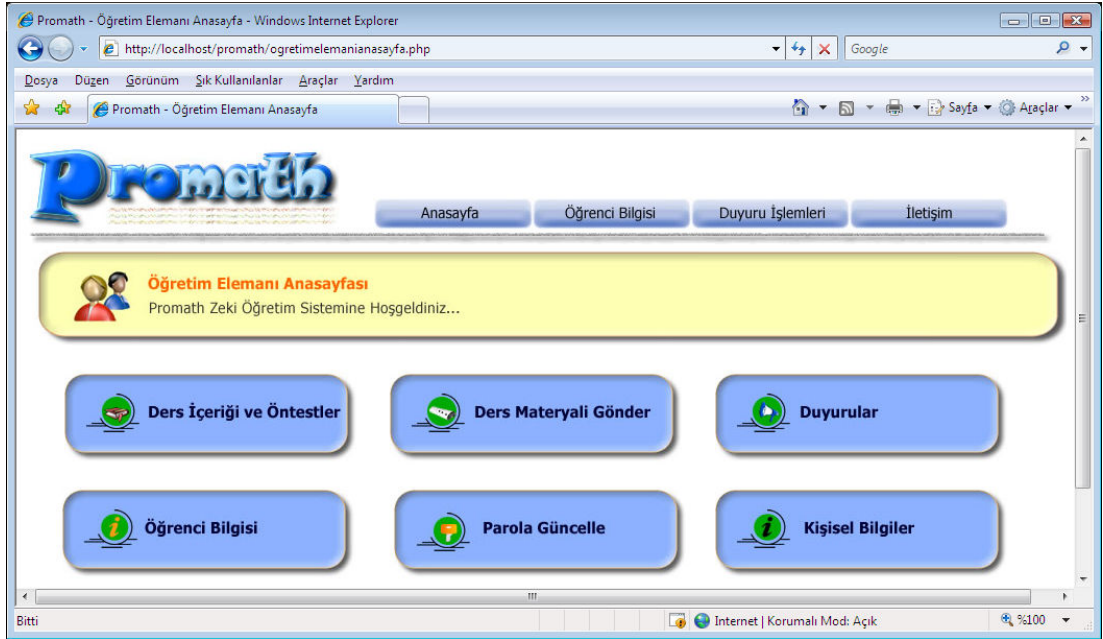 Promath - Öğretim Elemanı Anasayfa - Windows Internet Explorer
http://localhost/promath/ogretimelemanianasayfa.php
Google
Dosya Düzen Görünüm Sık Kullanılanlar Araçlar Yardım
Promath - Öğretim Elemanı Anasayfa
Sayfa Araçlar
Promath
Anasayfa Öğrenci Bilgisi Duyuru İşlemleri İletişim
Öğretim Elemanı Anasayfası
Promath Zeki Öğretim Sistemine Hoşgeldiniz...
Ders İçeriği ve Öntestler Ders Materyali Gönder Duyurular
Öğrenci Bilgisi Parola Güncelle Kişisel Bilgiler
Bitti Internet | Korumalı Mod: Açık %100